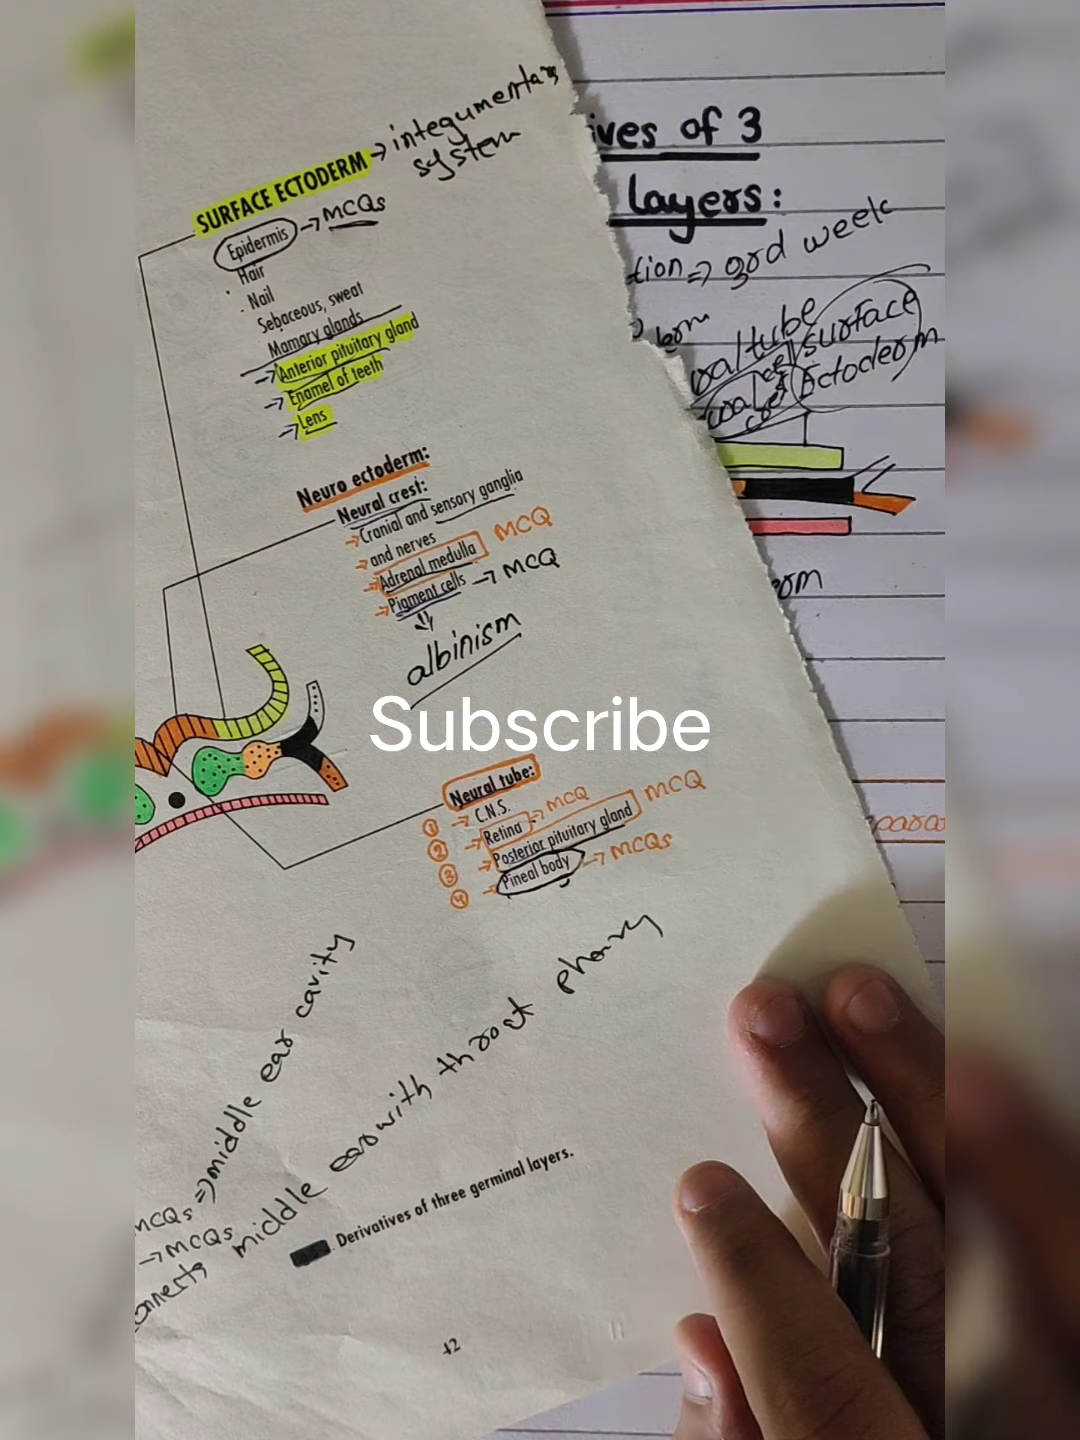 SURFACE ECTODERM → integumentary
system
Epidermis → MCQs
· Hair
· Nail
Sebaceous, sweat
Mamary glands
→ Anterior pituitary gland
→ Enamel of teeth
→ Lens
Neuro ectoderm:
Neural crest:
→ Cranial and sensory ganglia
→ and nerves
→ Adrenal medulla MCQ
→ Pigment cells → MCQ
albinism
Subscribe
Neural tube:
① → C.N.S.
② → Retina → MCQ
③ → Posterior pituitary gland MCQ
④ → Pineal body → MCQs
MCQs ⇒ middle ear cavity
→ MCQs
middle ear with throat
Derivatives of three germinal layers.
12
ives of 3
layers:
tion ⇒ 3rd week
surface
Ectoderm